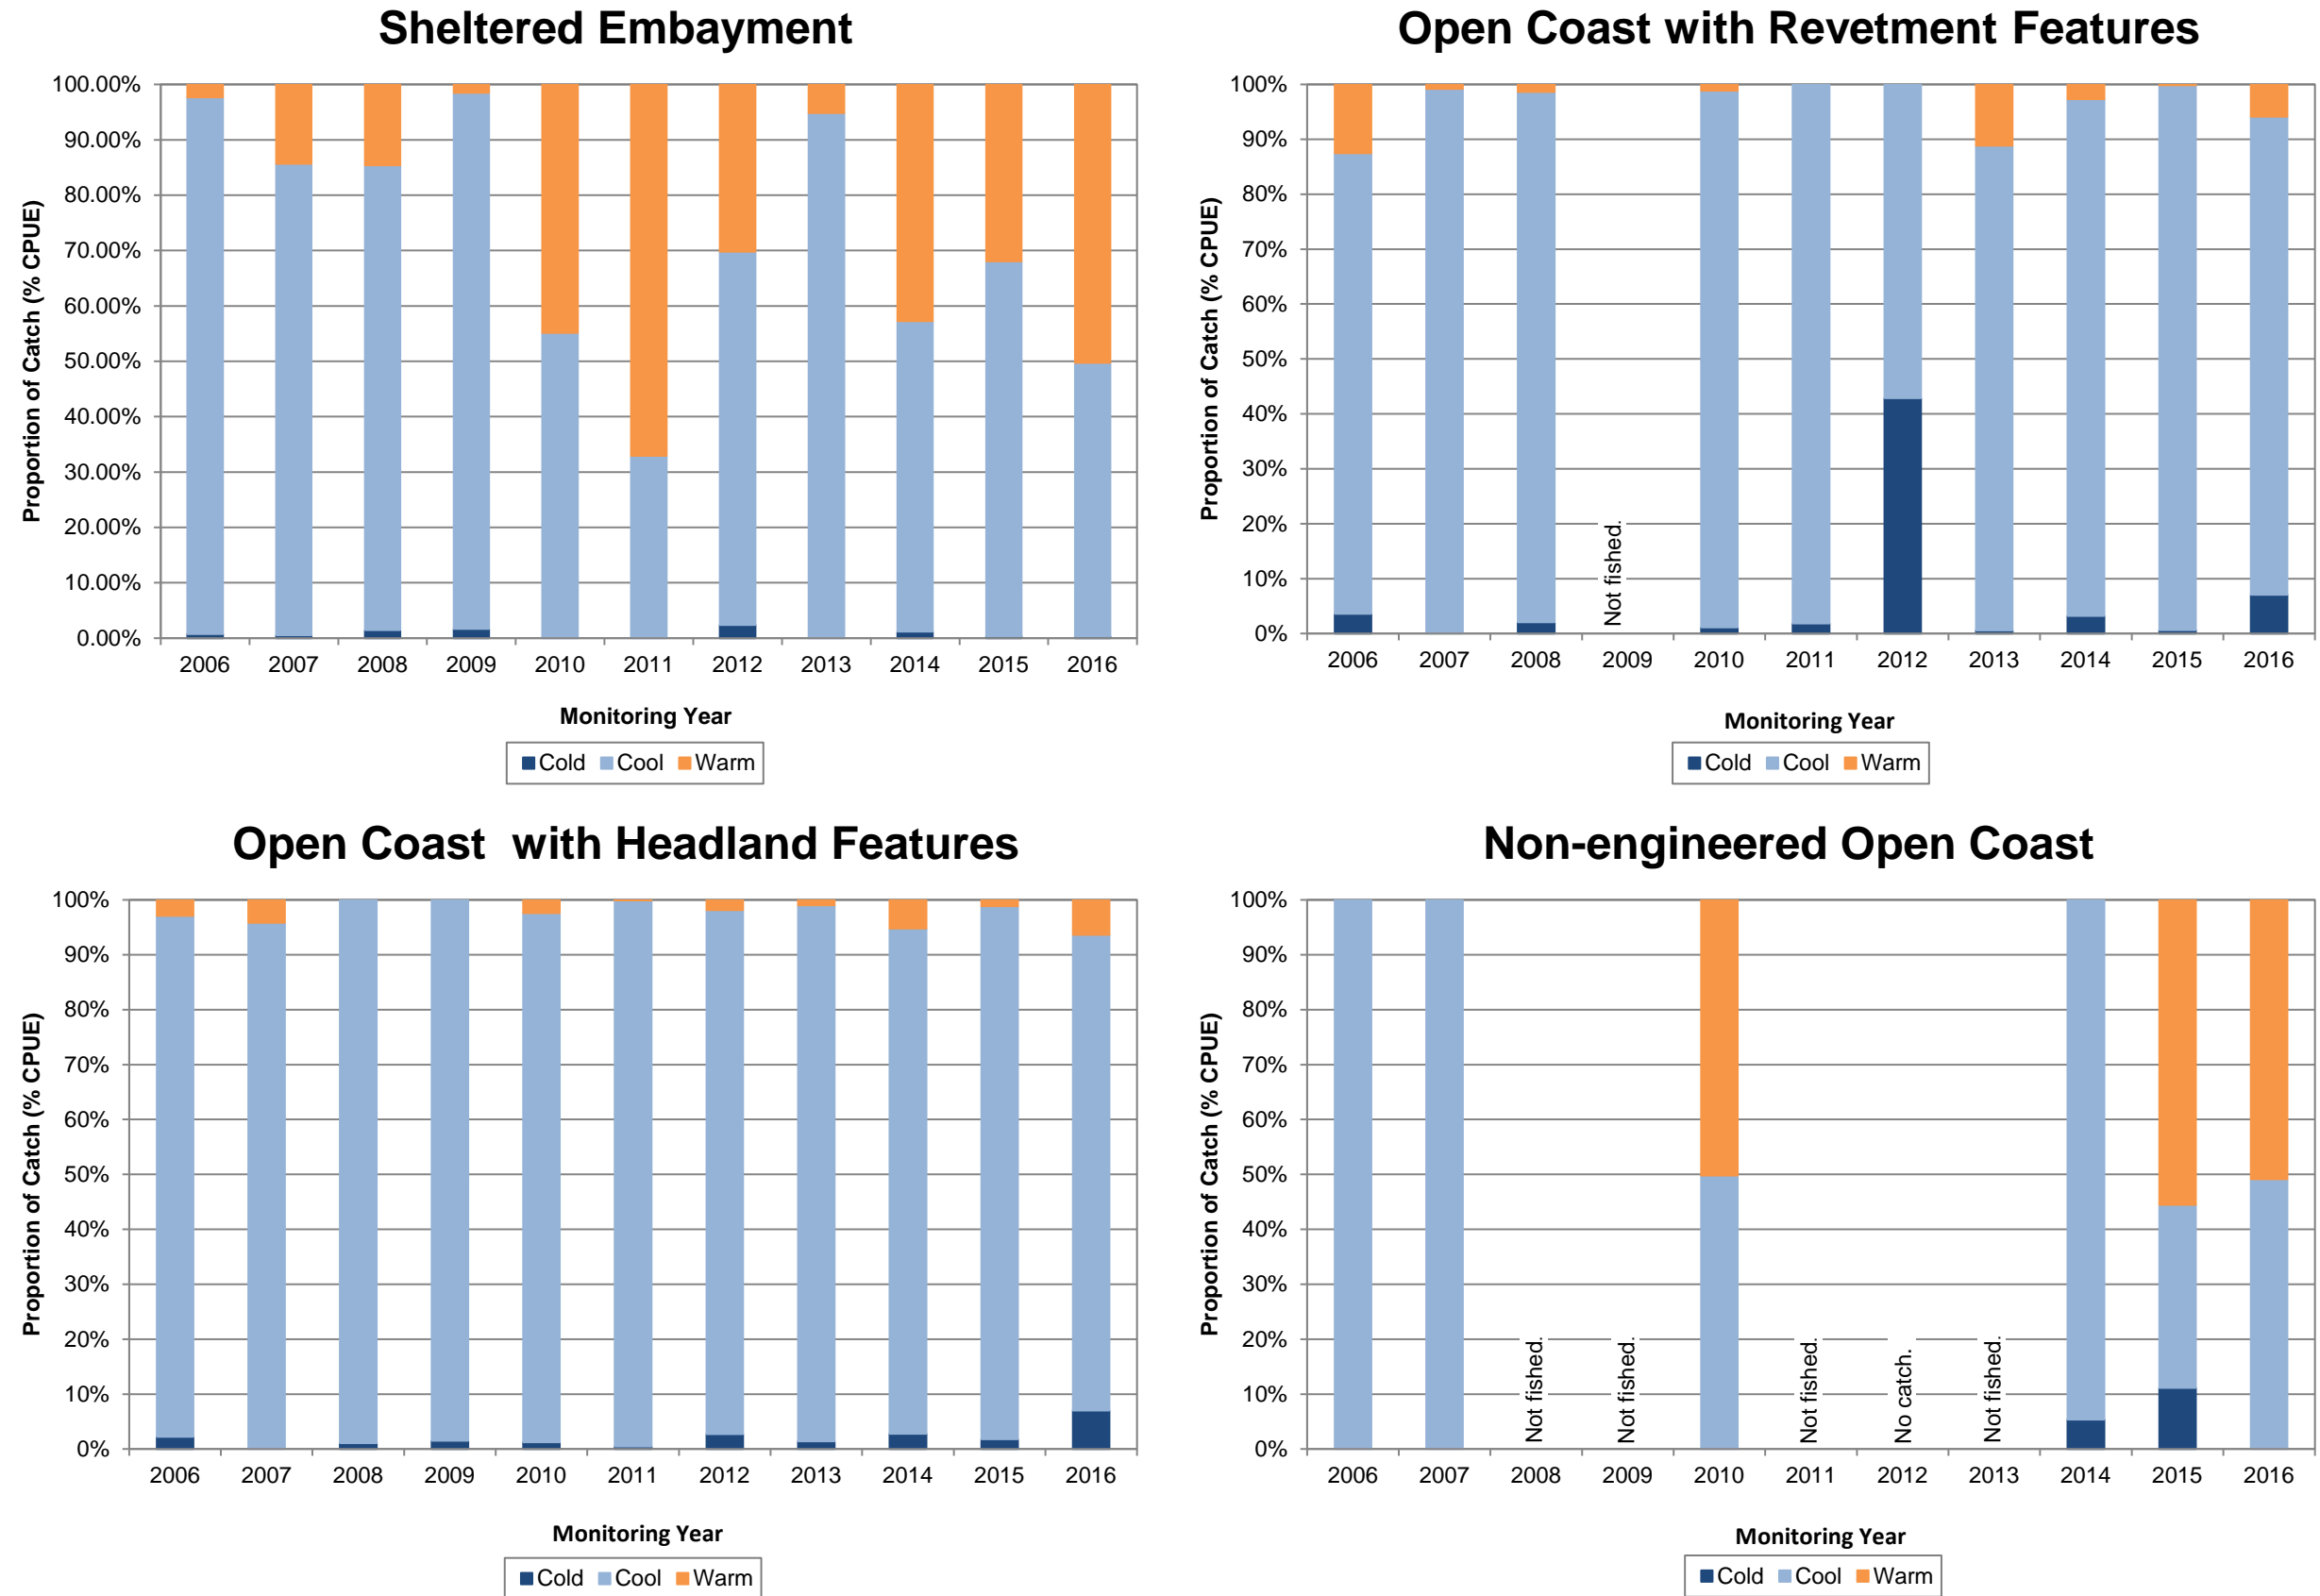 Sheltered Embayment
100.00%
90.00%
80.00%
70.00%
60.00%
50.00%
40.00%
30.00%
20.00%
10.00%
0.00%
Proportion of Catch (% CPUE)
2006 2007 2008 2009 2010 2011 2012 2013 2014 2015 2016
Monitoring Year
Cold Cool Warm
Open Coast with Revetment Features
100%
90%
80%
70%
60%
50%
40%
30%
20%
10%
0%
Proportion of Catch (% CPUE)
Not fished.
2006 2007 2008 2009 2010 2011 2012 2013 2014 2015 2016
Monitoring Year
Cold Cool Warm
Open Coast with Headland Features
100%
90%
80%
70%
60%
50%
40%
30%
20%
10%
0%
Proportion of Catch (% CPUE)
2006 2007 2008 2009 2010 2011 2012 2013 2014 2015 2016
Monitoring Year
Cold Cool Warm
Non-engineered Open Coast
100%
90%
80%
70%
60%
50%
40%
30%
20%
10%
0%
Proportion of Catch (% CPUE)
Not fished.
Not fished.
Not fished.
No catch.
Not fished.
2006 2007 2008 2009 2010 2011 2012 2013 2014 2015 2016
Monitoring Year
Cold Cool Warm